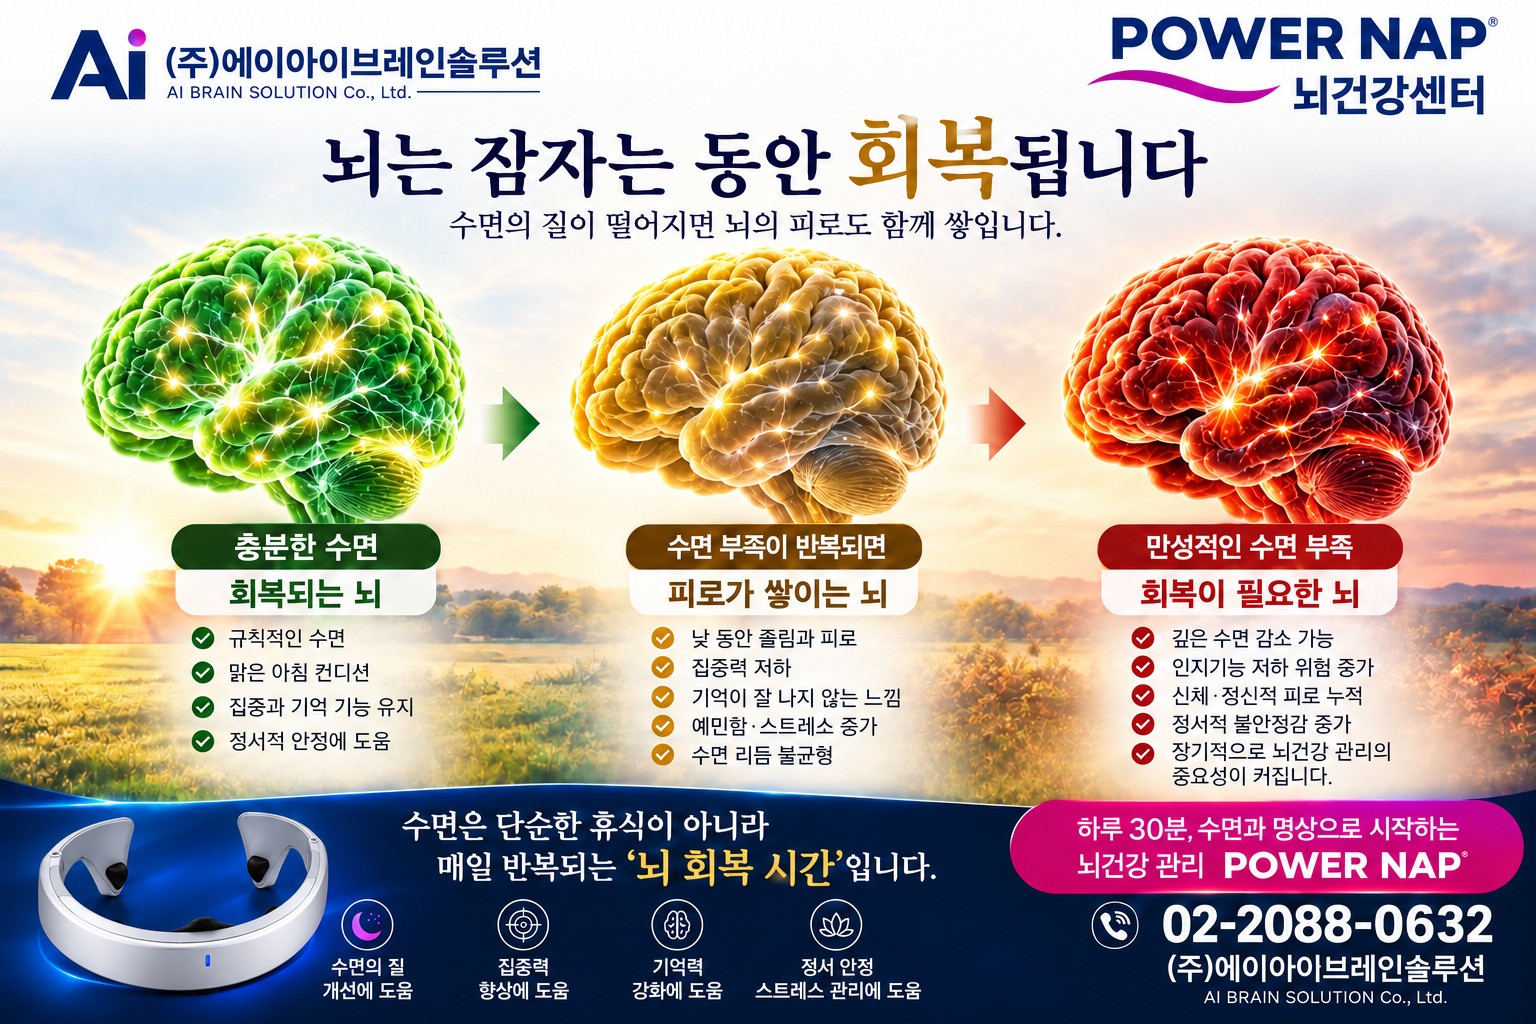 Ai (주)에이아이브레인솔루션
AI BRAIN SOLUTION Co., Ltd.
POWER NAP®
뇌건강센터
뇌는 잠자는 동안 회복됩니다
수면의 질이 떨어지면 뇌의 피로도 함께 쌓입니다.
충분한 수면
회복되는 뇌
규칙적인 수면
맑은 아침 컨디션
집중과 기억 기능 유지
정서적 안정에 도움
수면 부족이 반복되면
피로가 쌓이는 뇌
낮 동안 졸림과 피로
집중력 저하
기억이 잘 나지 않는 느낌
예민함·스트레소 중가
수면 리듬 불균형
만성적인 수면 부족
회복이 필요한 뇌
깊은 수면 감소 가능
인지기능 저하 위험 중가
신체·정신적 피로 누적
정서적 불안정감 중가
장기적으로 뇌건강 관리의
중요성이 커집니다.
수면은 단순한 휴식이 아니라
매일 반복되는 ‘뇌 회복 시간’입니다.
수면의 질
개선에 도움
집중력
향상에 도움
기억력
강화에 도움
정서 안정
스트레스 관리에 도움
하루 30분, 수면과 명상으로 시작하는
뇌건강 관리 POWER NAP®
02-2088-0632
(주)에이아아브레인솔루션
AI BRAIN SOLUTION Co., Ltd.